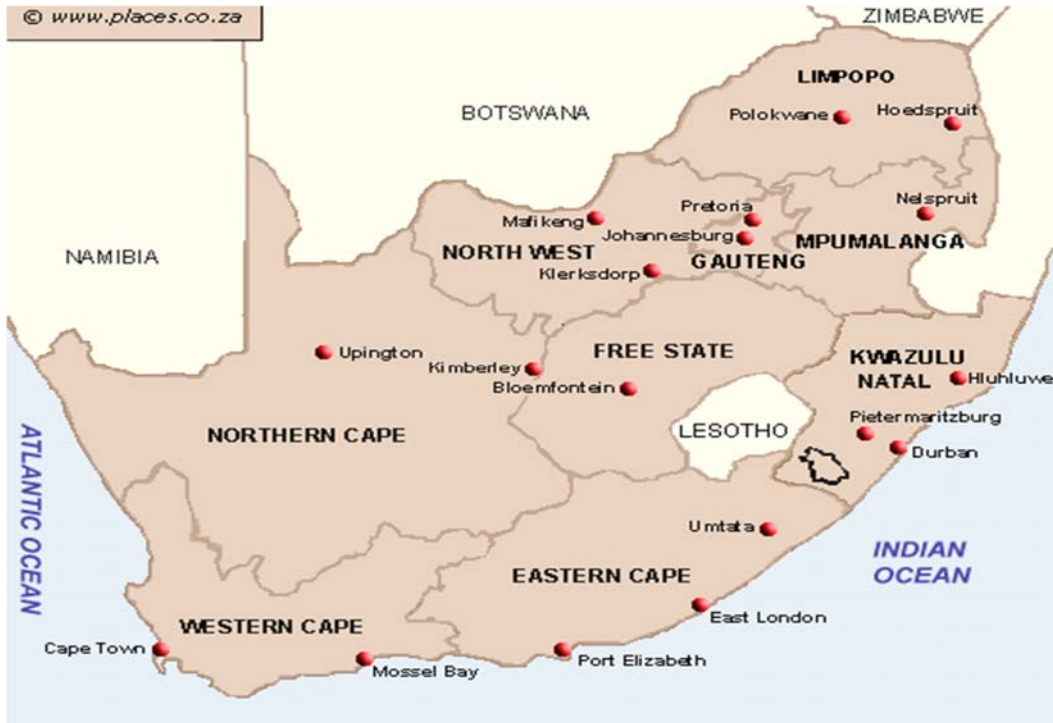 © www.places.co.za
ZIMBABWE
LIMPOPO
BOTSWANA
Polokwane
Hoedspruit
Pretoria
Nelspruit
Mafikeng
Johannesburg
MPUMALANGA
NAMIBIA
NORTH WEST
GAUTENG
Klerksdorp
Upington
FREE STATE
KWAZULU
NATAL
Kimberley
Hluhluwe
Bloemfontein
Pietermaritzburg
NORTHERN CAPE
LESOTHO
Durban
ATLANTIC OCEAN
Umtata
INDIAN
OCEAN
EASTERN CAPE
East London
WESTERN CAPE
Cape Town
Mossel Bay
Port Elizabeth